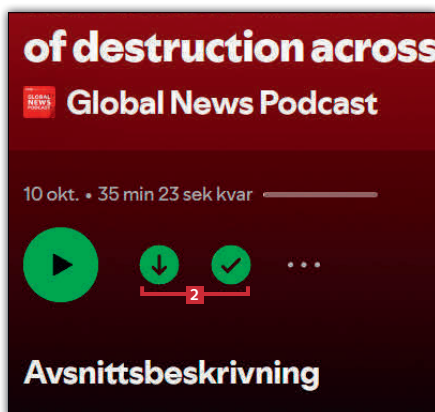 of destruction across
GLOBAL
NEWS
PODCAST
Global News Podcast
10 okt. • 35 min 23 sek kvar
2
Avsnittsbeskrivning